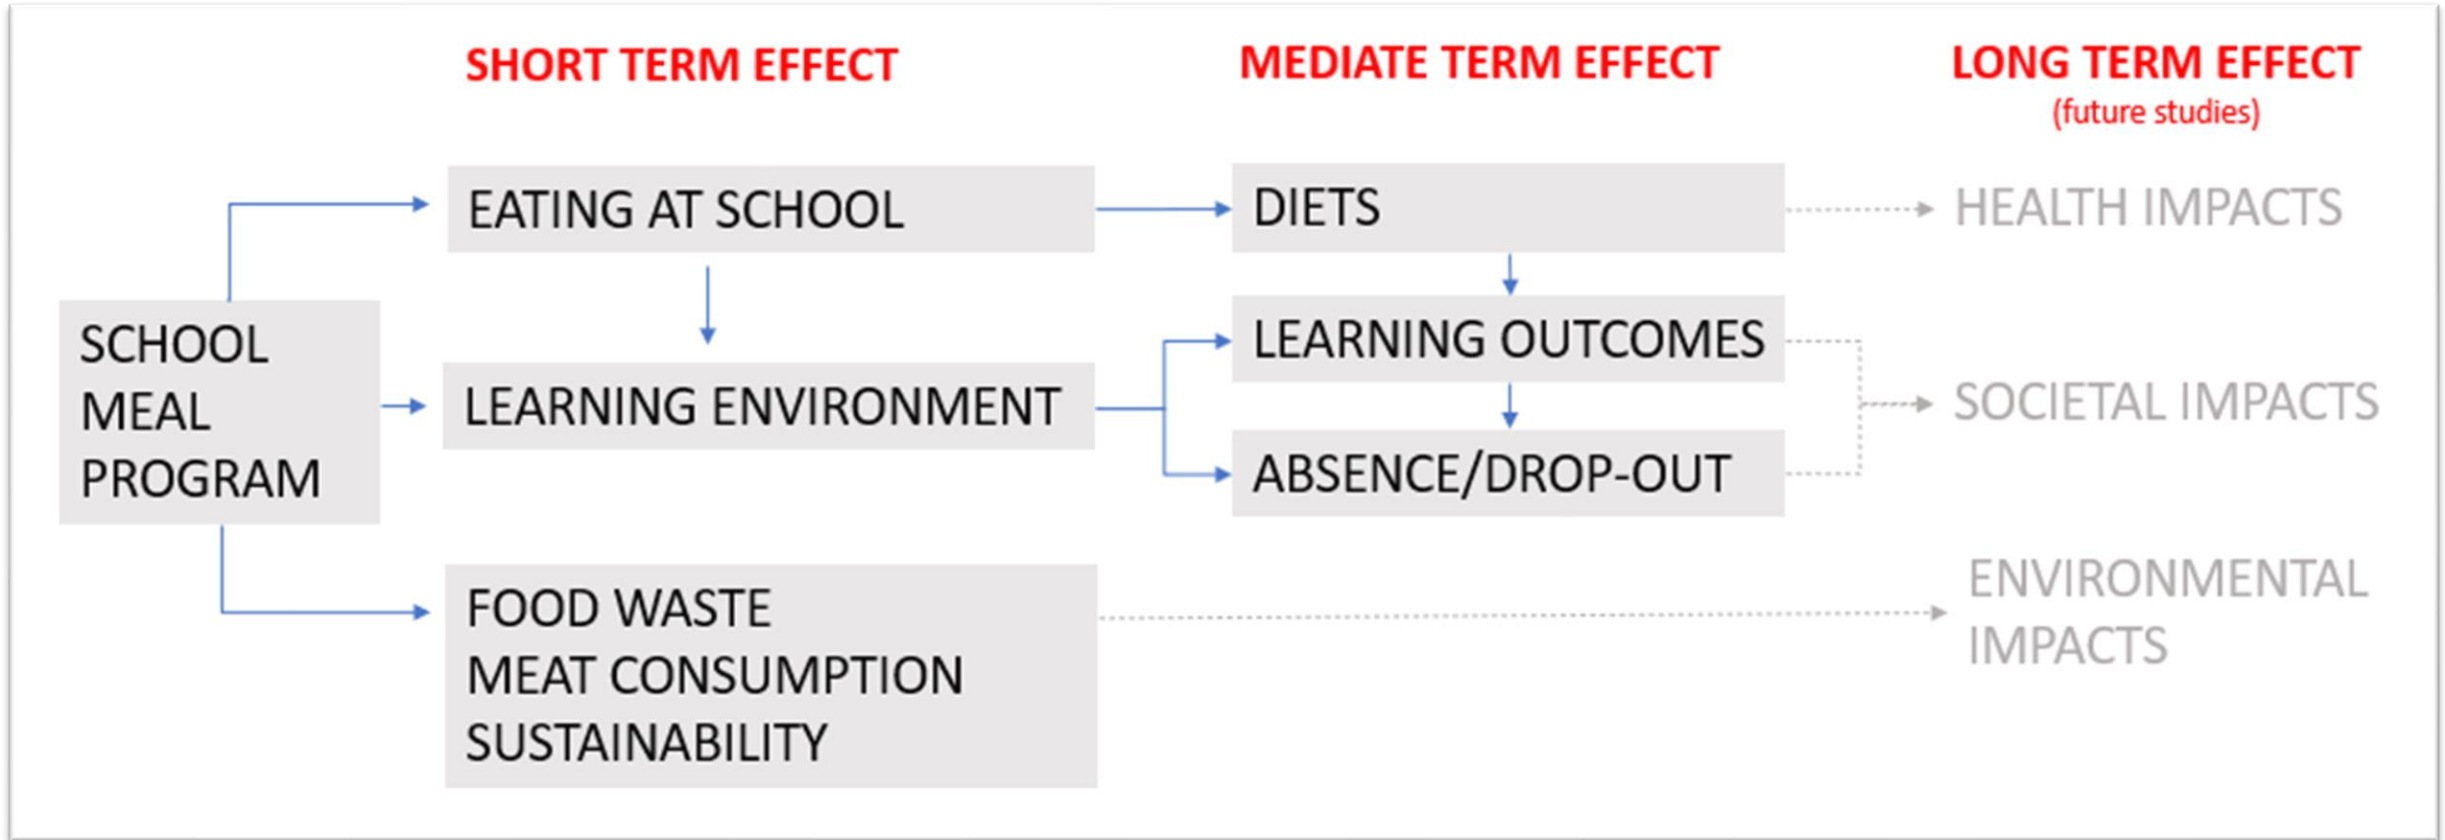 SHORT TERM EFFECT
MEDIATE TERM EFFECT
LONG TERM EFFECT
(future studies)
SCHOOL
MEAL
PROGRAM
EATING AT SCHOOL
LEARNING ENVIRONMENT
FOOD WASTE
MEAT CONSUMPTION
SUSTAINABILITY
DIETS
LEARNING OUTCOMES
ABSENCE/DROP-OUT
HEALTH IMPACTS
SOCIETAL IMPACTS
ENVIRONMENTAL
IMPACTS